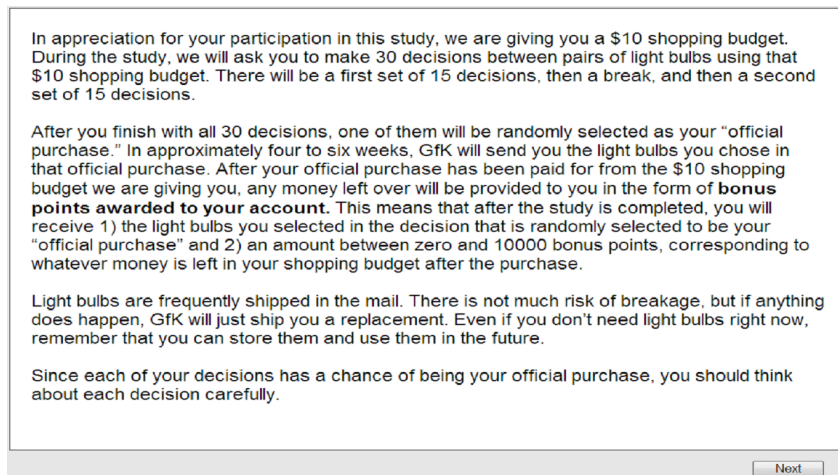 In appreciation for your participation in this study, we are giving you a $10 shopping budget.
During the study, we will ask you to make 30 decisions between pairs of light bulbs using that
$10 shopping budget. There will be a first set of 15 decisions, then a break, and then a second
set of 15 decisions.
After you finish with all 30 decisions, one of them will be randomly selected as your “official
purchase.” In approximately four to six weeks, GfK will send you the light bulbs you chose in
that official purchase. After your official purchase has been paid for from the $10 shopping
budget we are giving you, any money left over will be provided to you in the form of bonus
points awarded to your account. This means that after the study is completed, you will
receive 1) the light bulbs you selected in the decision that is randomly selected to be your
“official purchase” and 2) an amount between zero and 10000 bonus points, corresponding to
whatever money is left in your shopping budget after the purchase.
Light bulbs are frequently shipped in the mail. There is not much risk of breakage, but if anything
does happen, GfK will just ship you a replacement. Even if you don’t need light bulbs right now,
remember that you can store them and use them in the future.
Since each of your decisions has a chance of being your official purchase, you should think
about each decision carefully.
Next